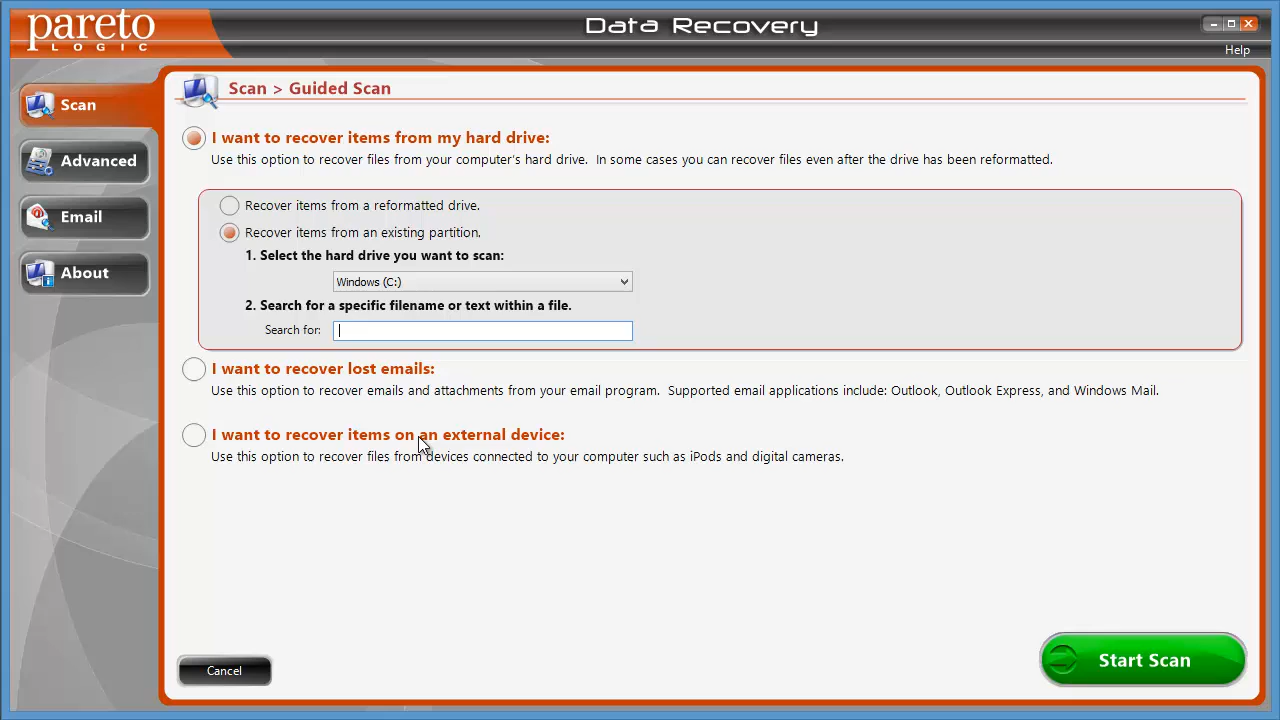 pareto
LOGIC
Data Recovery
Help
Scan
Advanced
Email
About
Scan > Guided Scan
I want to recover items from my hard drive:
Use this option to recover files from your computer's hard drive. In some cases you can recover files even after the drive has been reformatted.
Recover items from a reformatted drive.
Recover items from an existing partition.
1. Select the hard drive you want to scan:
Windows (C:)
2. Search for a specific filename or text within a file.
Search for:
I want to recover lost emails:
Use this option to recover emails and attachments from your email program. Supported email applications include: Outlook, Outlook Express, and Windows Mail.
I want to recover items on an external device:
Use this option to recover files from devices connected to your computer such as iPods and digital cameras.
Cancel
Start Scan